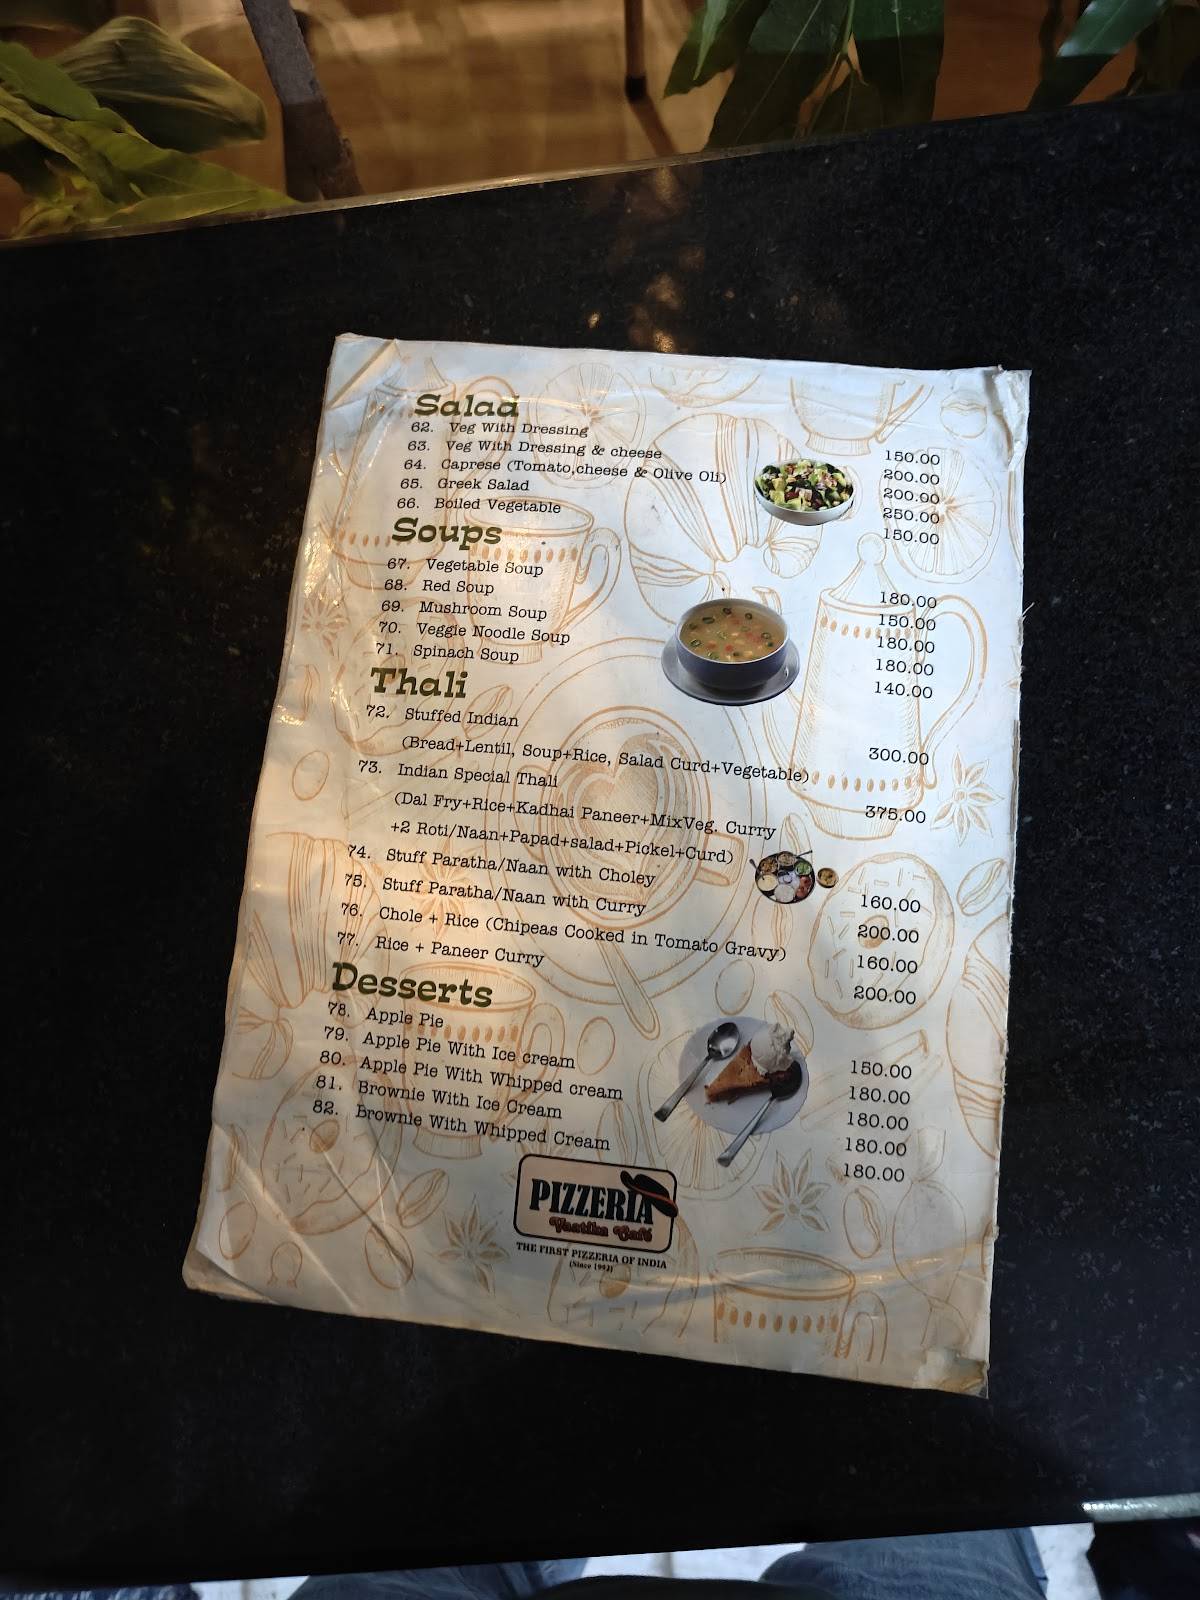 Salad
62. Veg With Dressing 150.00
63. Veg With Dressing & cheese 200.00
64. Caprese (Tomato,cheese & Olive Oli) 200.00
65. Greek Salad 250.00
66. Boiled Vegetable 150.00
Soups
67. Vegetable Soup 180.00
68. Red Soup 150.00
69. Mushroom Soup 180.00
70. Veggie Noodle Soup 180.00
71. Spinach Soup 140.00
Thali
72. Stuffed Indian 300.00
(Bread+Lentil, Soup+Rice, Salad Curd+Vegetable)
73. Indian Special Thali 375.00
(Dal Fry+Rice+Kadhai Paneer+MixVeg. Curry
+2 Roti/Naan+Papad+salad+Pickel+Curd)
74. Stuff Paratha/Naan with Choley 160.00
75. Stuff Paratha/Naan with Curry 200.00
76. Chole + Rice (Chipeas Cooked in Tomato Gravy) 160.00
77. Rice + Paneer Curry 200.00
Desserts
78. Apple Pie 150.00
79. Apple Pie With Ice cream 180.00
80. Apple Pie With Whipped cream 180.00
81. Brownie With Ice Cream 180.00
82. Brownie With Whipped Cream 180.00
PIZZERIA
Vaatika Café
THE FIRST PIZZERIA OF INDIA
(Since 1992)